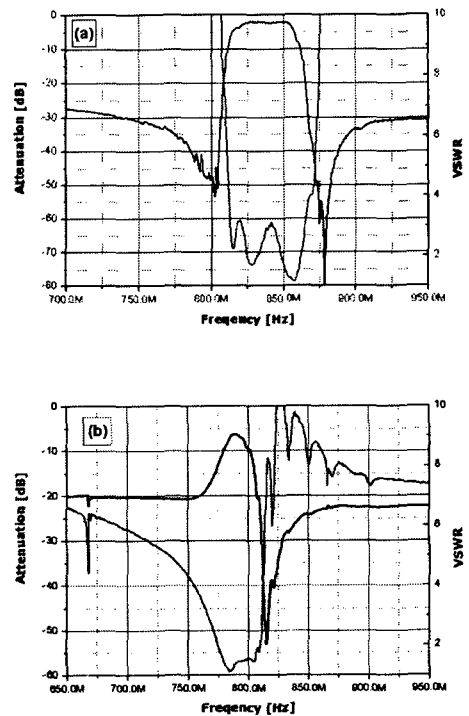 (a)
0
-10
-20
-30
-40
-50
-60
Attenuation [dB]
10
8
6
4
2
VSWR
700.0M 750.0M 800.0M 850.0M 900.0M 950.0M
Freqency [Hz]
(b)
0
-10
-20
-30
-40
-50
-60
Attenuation [dB]
10
8
6
4
2
VSWR
650.0M 700.0M 750.0M 800.0M 850.0M 900.0M 950.0M
Freqency [Hz]